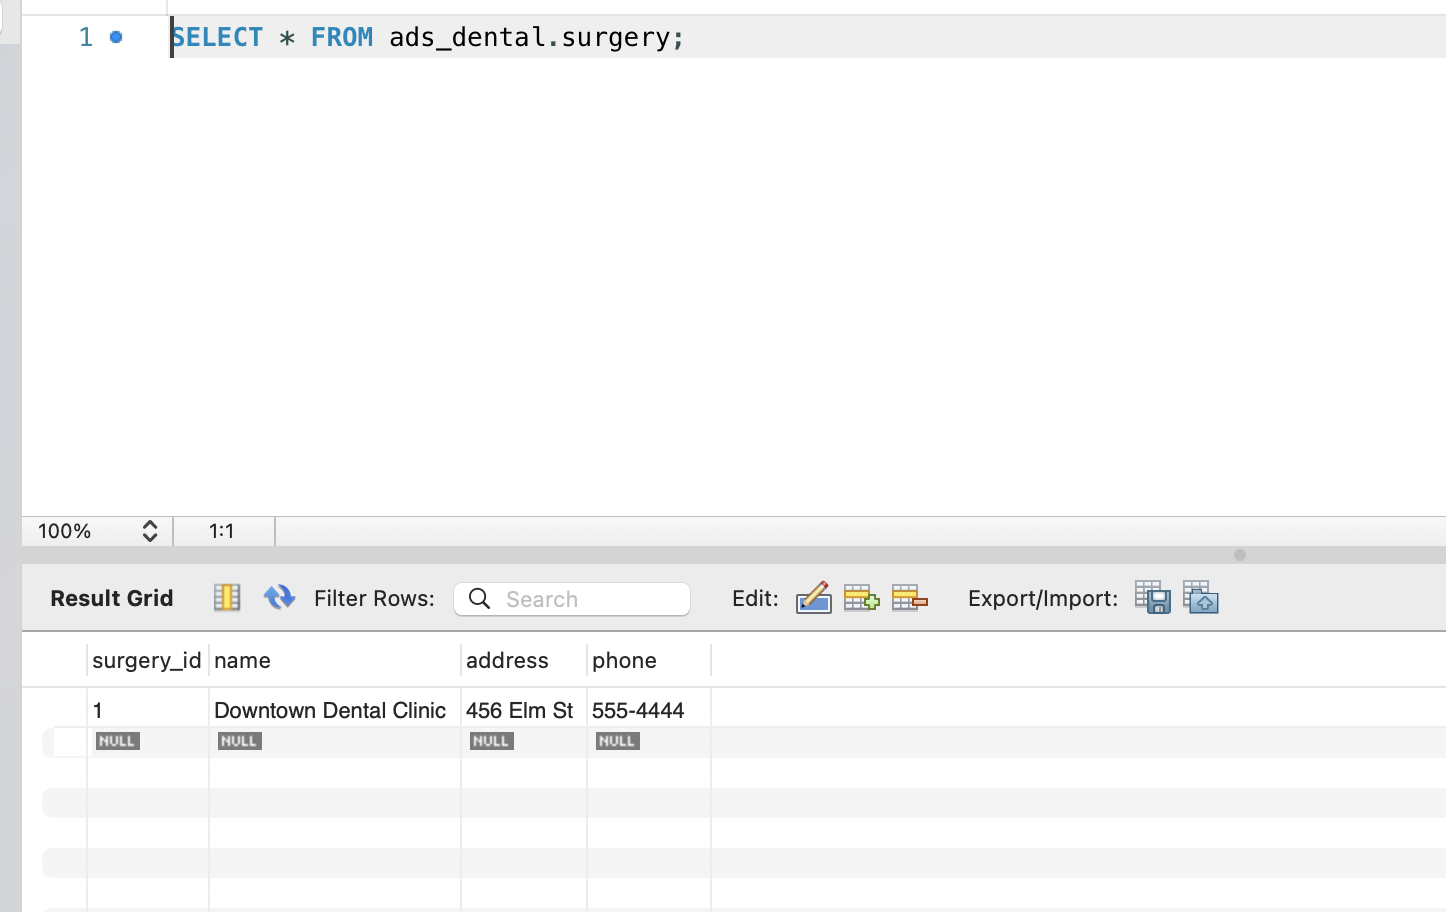 1 SELECT * FROM ads_dental.surgery;
100% 1:1
Result Grid Filter Rows: Search Edit: Export/Import:
surgery_id name address phone
1 Downtown Dental Clinic 456 Elm St 555-4444
NULL NULL NULL NULL